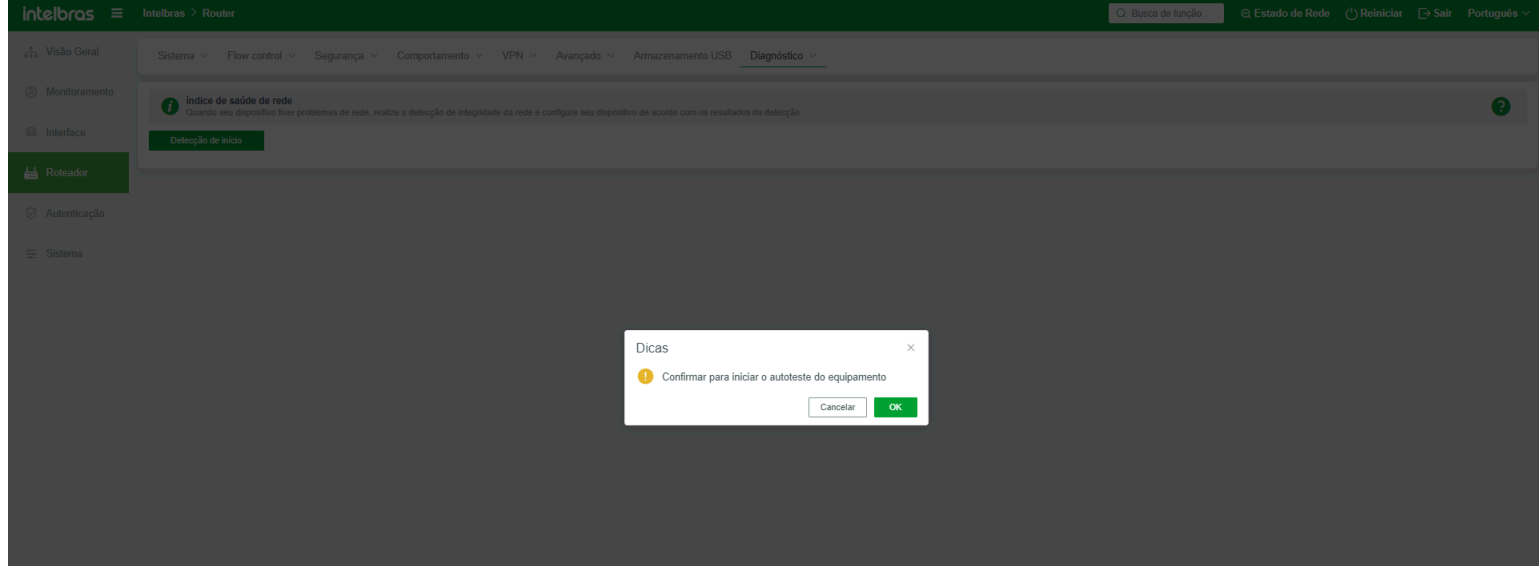 intelbras Intelbras > Router Busca de função Estado de Rede Reiniciar Sair Português
Visão Geral
Sistema Flow control Segurança Comportamento VPN Avançado Armazenamento USB Diagnóstico
Monitoramento
índice de saúde de rede
Quando seu dispositivo tiver problemas de rede, realize a detecção de integridade da rede e configure seu dispositivo de acordo com os resultados da detecção
Interface
Detecção de início
Roteador
Autenticação
Sistema
Dicas
Confirmar para iniciar o autoteste do equipamento
Cancelar OK